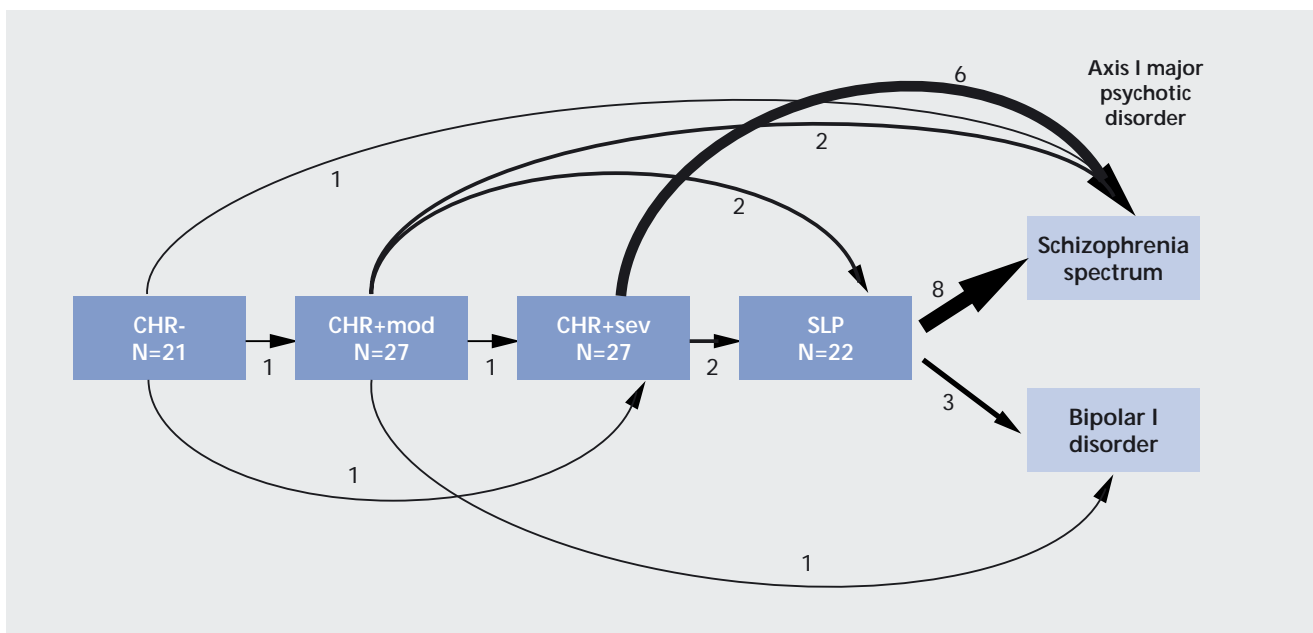 6
Axis I major
psychotic
disorder
2
1
2
Schizophrenia
spectrum
8
CHR-
N=21
1
CHR+mod
N=27
1
CHR+sev
N=27
2
SLP
N=22
3
Bipolar I
disorder
1
1